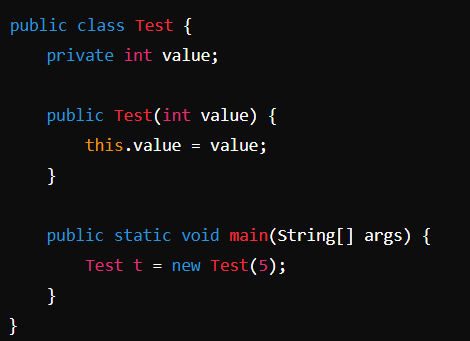 public class Test {
    private int value;

    public Test(int value) {
        this.value = value;
    }

    public static void main(String[] args) {
        Test t = new Test(5);
    }
}